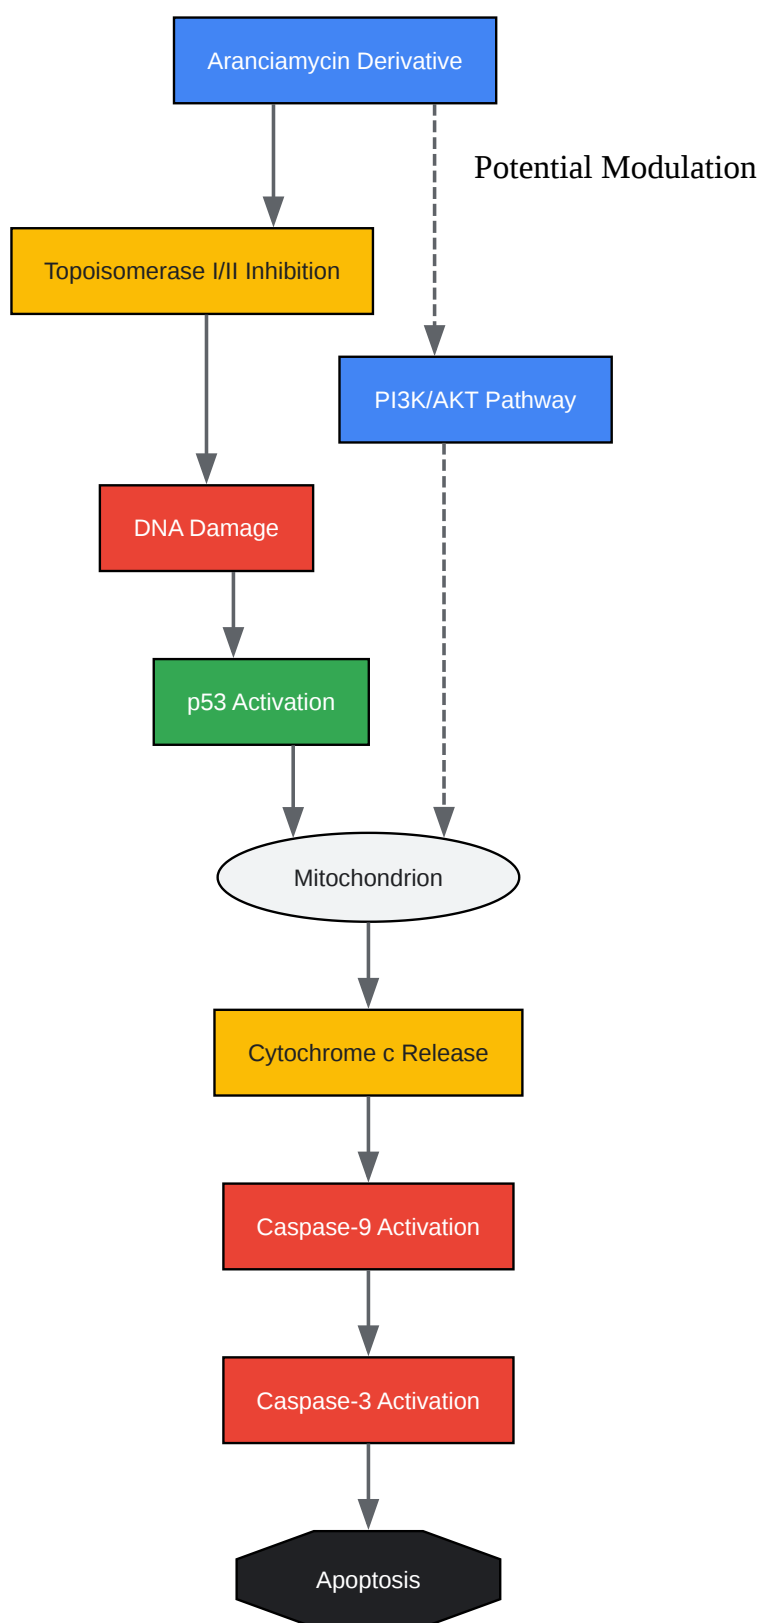 Aranciamycin Derivative
Potential Modulation
Topoisomerase I/II Inhibition
PI3K/AKT Pathway
DNA Damage
p53 Activation
Mitochondrion
Cytochrome c Release
Caspase-9 Activation
Caspase-3 Activation
Apoptosis